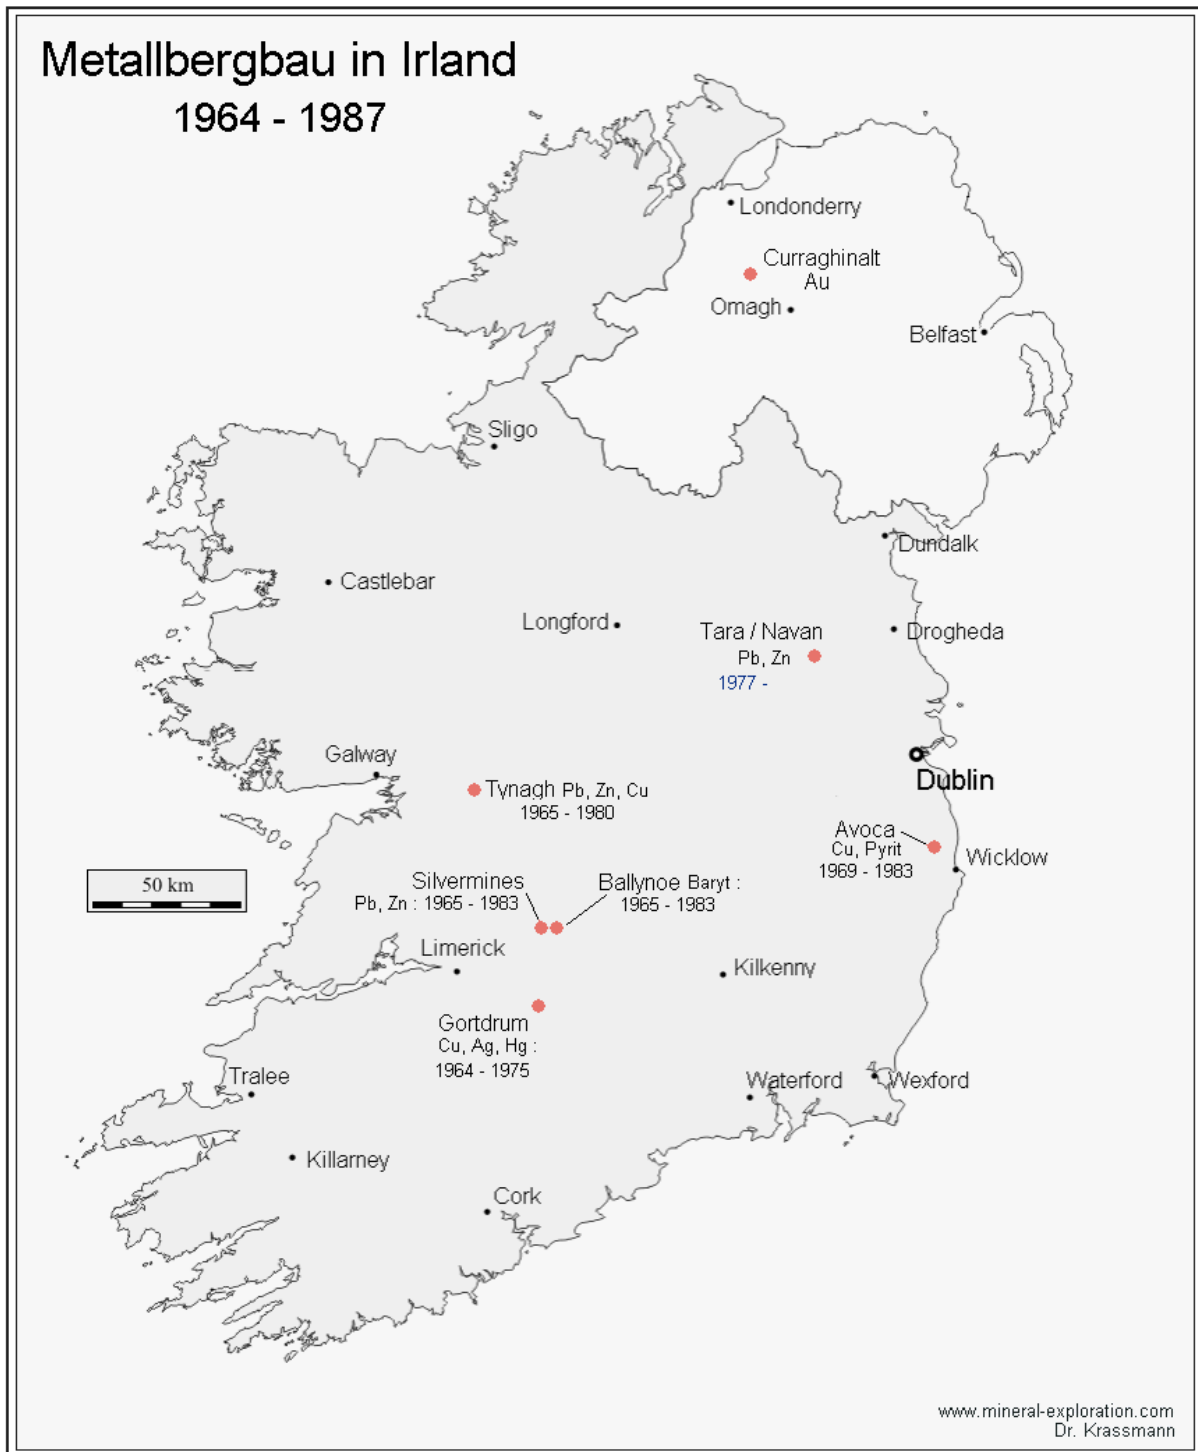 Metallbergbau in Irland
1964 - 1987
Londonderry
Curraghinalt
Au
Omagh
Belfast
Sligo
Dundalk
Castlebar
Longford
Tara / Navan
Drogheda
Pb, Zn
1977 -
Galway
Dublin
Tynagh Pb, Zn, Cu
1965 - 1980
Avoca
Cu, Pyrit
1969 - 1983
Wicklow
50 km
Silvermines
Pb, Zn : 1965 - 1983
Ballynoe Baryt :
1965 - 1983
Limerick
Kilkenny
Gortdrum
Cu, Ag, Hg :
1964 - 1975
Tralee
Waterford
Wexford
Killarney
Cork
www.mineral-exploration.com
Dr. Krassmann